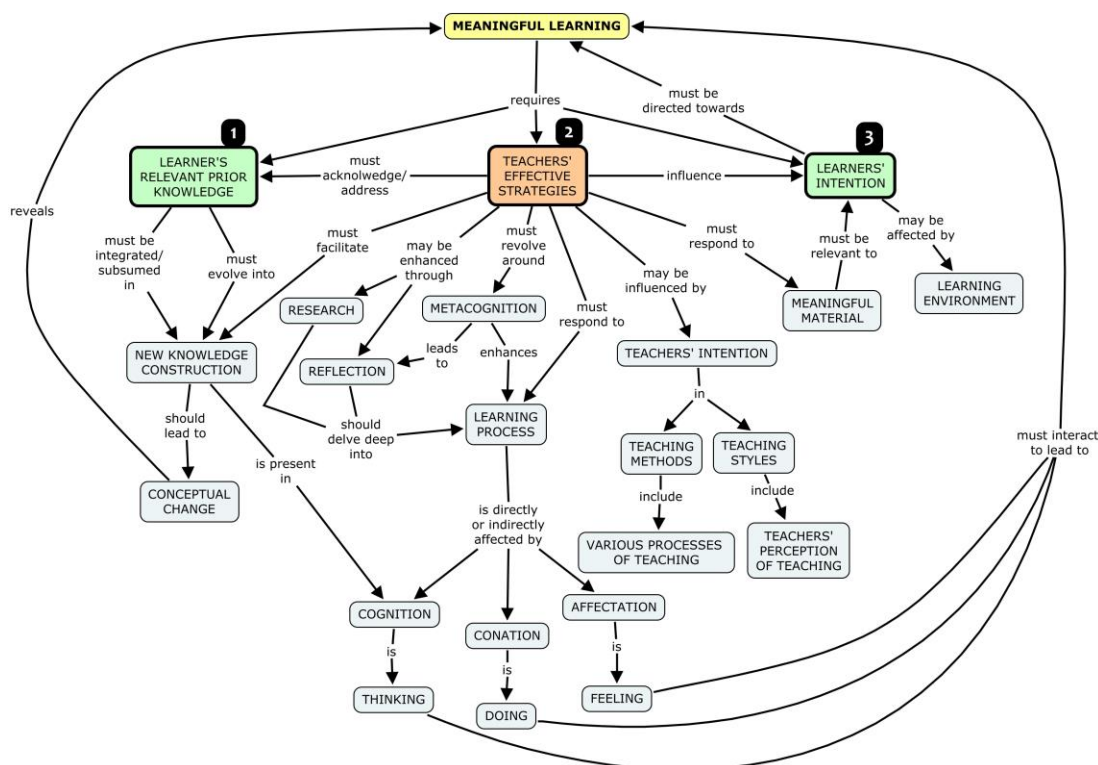 MEANINGFUL LEARNING
requires
must be
directed towards
1
LEARNER'S
RELEVANT PRIOR
KNOWLEDGE
2
TEACHERS'
EFFECTIVE
STRATEGIES
3
LEARNERS'
INTENTION
must
acknolwedge/
address
influence
reveals
must be
integrated/
subsumed
in
must
evolve into
must
facilitate
may be
enhanced
through
must
revolve
around
must
respond to
may be
influenced by
must
respond to
must be
relevant to
may be
affected by
RESEARCH
METACOGNITION
MEANINGFUL
MATERIAL
LEARNING
ENVIRONMENT
NEW KNOWLEDGE
CONSTRUCTION
REFLECTION
leads
to
enhances
TEACHERS' INTENTION
in
should
lead to
should
delve deep
into
LEARNING
PROCESS
TEACHING
METHODS
TEACHING
STYLES
must interact
to lead to
is present
in
CONCEPTUAL
CHANGE
include
include
is directly
or indirectly
affected by
VARIOUS PROCESSES
OF TEACHING
TEACHERS'
PERCEPTION
OF TEACHING
COGNITION
CONATION
AFFECTATION
is
is
is
THINKING
DOING
FEELING